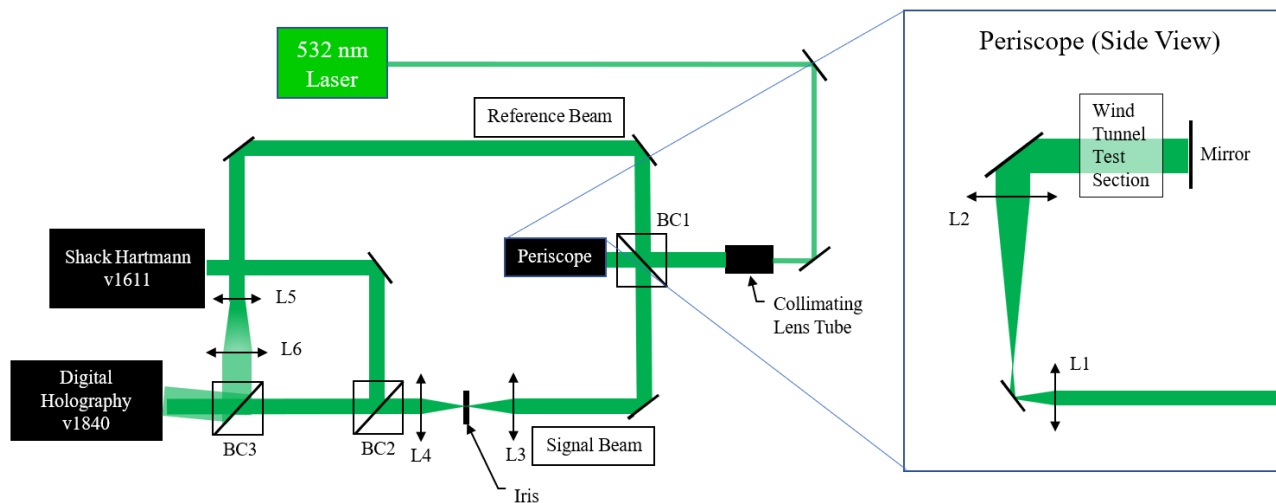 532 nm
Laser
Reference Beam
BC1
Periscope
Collimating
Lens Tube
Shack Hartmann
v1611
L5
L6
Digital
Holography
v1840
BC3
BC2
L4
L3
Signal Beam
Iris
Periscope (Side View)
Wind
Tunnel
Test
Section
Mirror
L2
L1